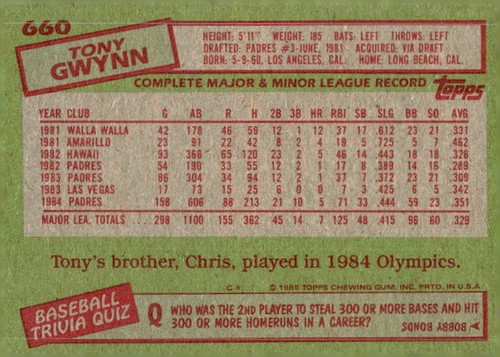 660
TONY
GWYNN
HEIGHT: 5'11" WEIGHT: 185 BATS: LEFT THROWS: LEFT
DRAFTED: PADRES #3-JUNE, 1981 ACQUIRED: VIA DRAFT
BORN: 5-9-60, LOS ANGELES, CAL. HOME: LONG BEACH, CAL.
COMPLETE MAJOR & MINOR LEAGUE RECORD
Topps
YEAR CLUB G AB R H 2B 3B HR RBI SB SLG BB SO AVG
1981 WALLA WALLA 42 178 46 59 12 1 12 37 17 .612 23 21 .331
1981 AMARILLO 23 91 22 42 8 2 4 19 5 .725 5 7 .462
1982 HAWAII 93 366 65 120 23 2 5 46 14 .443 18 18 .328
1982 PADRES 54 190 33 55 12 2 1 17 8 .389 14 16 .289
1983 PADRES 86 304 34 94 12 2 1 37 7 .372 23 21 .309
1983 LAS VEGAS 17 73 15 25 6 0 0 7 3 .425 6 5 .342
1984 PADRES 158 606 88 213 21 10 5 71 33 .444 59 23 .351
MAJOR LEA. TOTALS .... 298 1100 155 362 45 14 7 125 48 .415 96 60 .329
Tony's brother, Chris, played in 1984 Olympics.
C* © 1985 TOPPS CHEWING GUM, INC. PRTD. IN U.S.A
BASEBALL
TRIVIA QUIZ
Q WHO WAS THE 2ND PLAYER TO STEAL 300 OR MORE BASES AND HIT
300 OR MORE HOMERUNS IN A CAREER?
A BOBBY BONDS